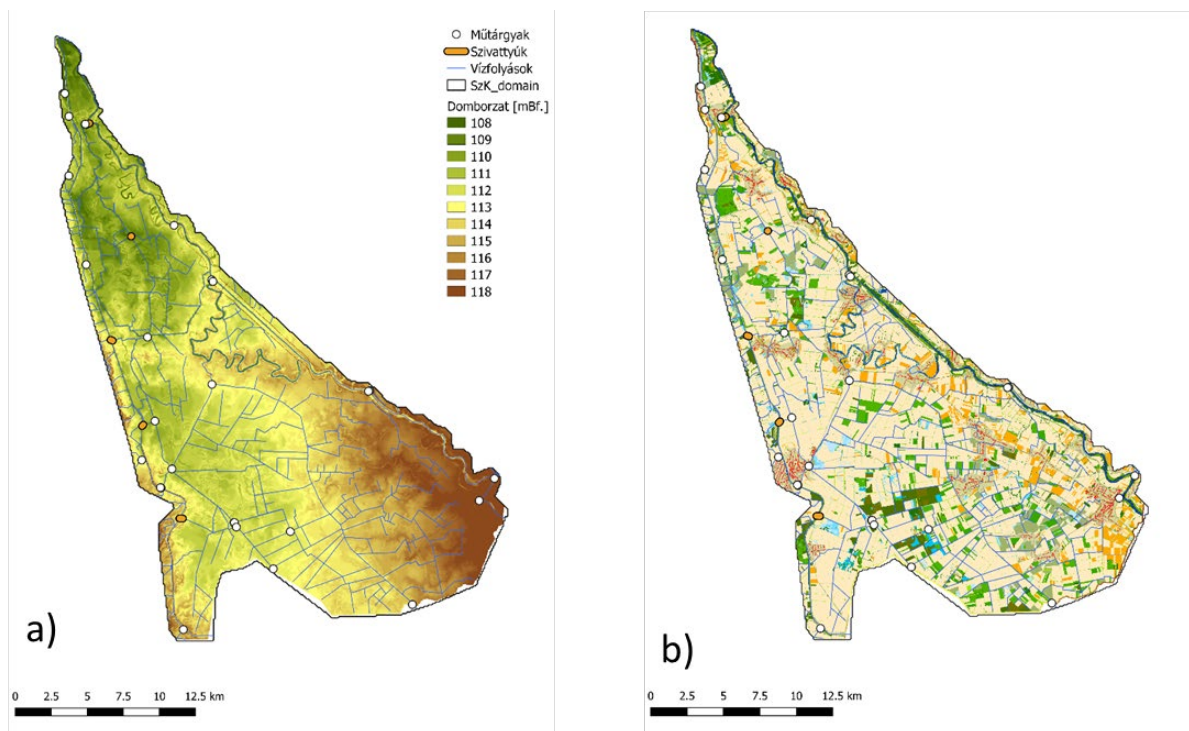 Műtárgyak
Szivattyúk
Vízfolyások
SzK_domain
Domborzat [mBf.]
108
109
110
111
112
113
114
115
116
117
118
a)
b)
0 2.5 5 7.5 10 12.5 km
0 2.5 5 7.5 10 12.5 km